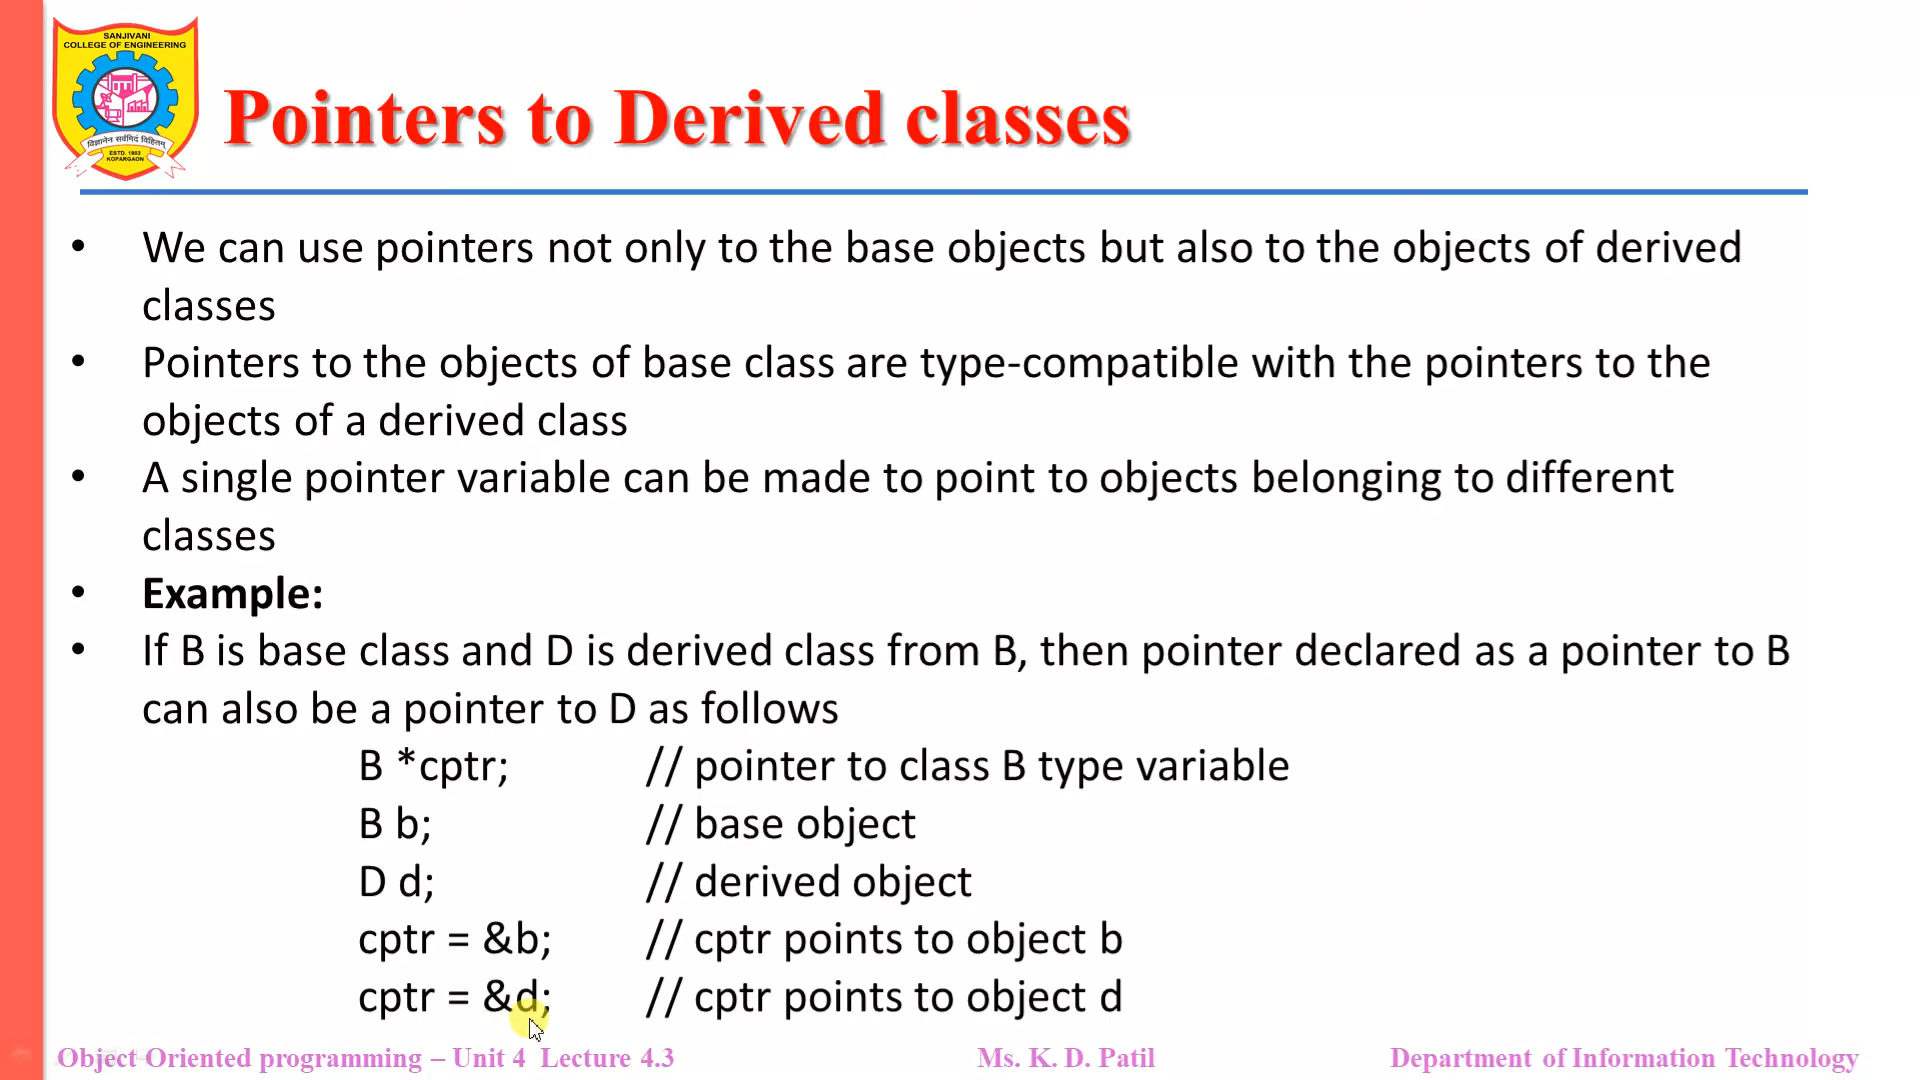 SANJIVANI
COLLEGE OF ENGINEERING
विज्ञानेन सर्वमिदं विहितम्
ESTD. 1983
KOPARGAON
Pointers to Derived classes
• We can use pointers not only to the base objects but also to the objects of derived
classes
• Pointers to the objects of base class are type-compatible with the pointers to the
objects of a derived class
• A single pointer variable can be made to point to objects belonging to different
classes
• Example:
• If B is base class and D is derived class from B, then pointer declared as a pointer to B
can also be a pointer to D as follows
B *cptr; // pointer to class B type variable
B b; // base object
D d; // derived object
cptr = &b; // cptr points to object b
cptr = &d; // cptr points to object d
Object Oriented programming – Unit 4 Lecture 4.3 Ms. K. D. Patil Department of Information Technology